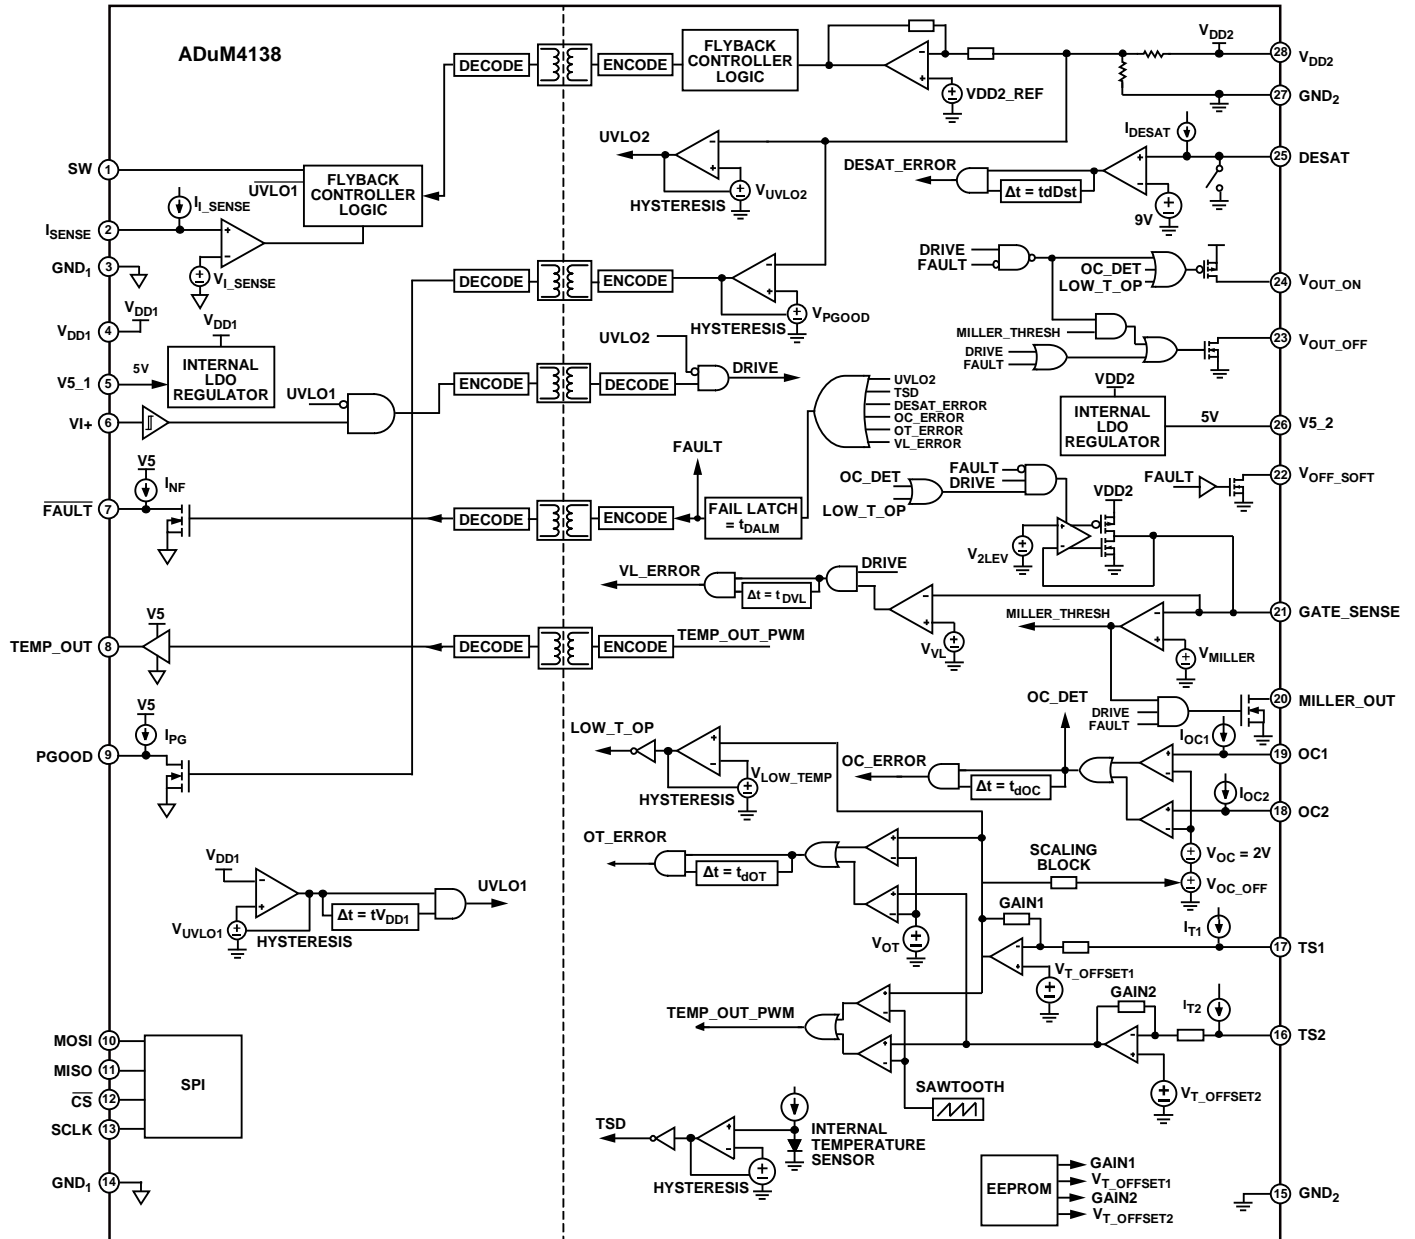 ADuM4138
SW 1
ISENSE 2
GND1 3
VDD1 4
V5_1 5
VI+ 6
FAULT 7
TEMP_OUT 8
PGOOD 9
MOSI 10
MISO 11
CS 12
SCLK 13
GND1 14
UVLO1
FLYBACK
CONTROLLER
LOGIC
II_SENSE
VI_SENSE
VDD1
VDD1
5V
INTERNAL
LDO
REGULATOR
UVLO1
V5
INF
V5
V5
IPG
VDD1
VUVLO1
HYSTERESIS
Δt = tVDD1
UVLO1
SPI
DECODE
ENCODE
FLYBACK
CONTROLLER
LOGIC
VDD2_REF
VDD2
UVLO2
HYSTERESIS
VUVLO2
DESAT_ERROR
Δt = tdDst
IDESAT
9V
DECODE
ENCODE
HYSTERESIS
VPGOOD
DRIVE
FAULT
OC_DET
LOW_T_OP
MILLER_THRESH
DRIVE
FAULT
UVLO2
ENCODE
DECODE
DRIVE
UVLO2
TSD
DESAT_ERROR
OC_ERROR
OT_ERROR
VL_ERROR
VDD2
INTERNAL
LDO
REGULATOR
5V
FAULT
DECODE
ENCODE
FAIL LATCH
= tDALM
OC_DET
LOW_T_OP
FAULT
DRIVE
VDD2
V2LEV
FAULT
VL_ERROR
Δt = tDVL
DRIVE
VVL
MILLER_THRESH
VMILLER
DECODE
ENCODE
TEMP_OUT_PWM
DRIVE
FAULT
OC_DET
LOW_T_OP
HYSTERESIS
VLOW_TEMP
OC_ERROR
Δt = tdOC
IOC1
IOC2
VOC = 2V
VOC_OFF
OT_ERROR
Δt = tdOT
VOT
SCALING
BLOCK
GAIN1
IT1
VT_OFFSET1
TEMP_OUT_PWM
GAIN2
IT2
VT_OFFSET2
SAWTOOTH
TSD
HYSTERESIS
INTERNAL
TEMPERATURE
SENSOR
EEPROM
GAIN1
VT_OFFSET1
GAIN2
VT_OFFSET2
28 VDD2
27 GND2
25 DESAT
24 VOUT_ON
23 VOUT_OFF
26 V5_2
22 VOFF_SOFT
21 GATE_SENSE
20 MILLER_OUT
19 OC1
18 OC2
17 TS1
16 TS2
15 GND2